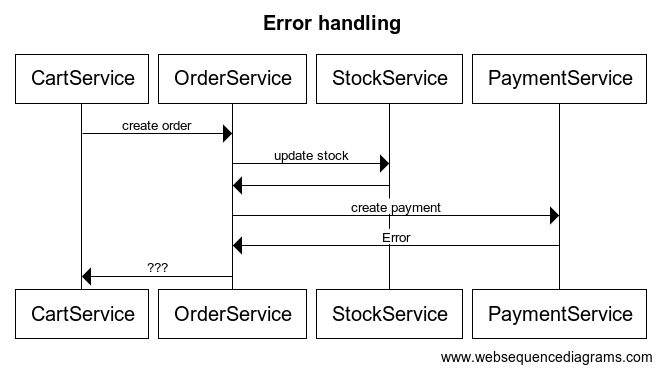 Error handling
CartService OrderService StockService PaymentService
create order
update stock
create payment
Error
???
CartService OrderService StockService PaymentService
www.websequencediagrams.com